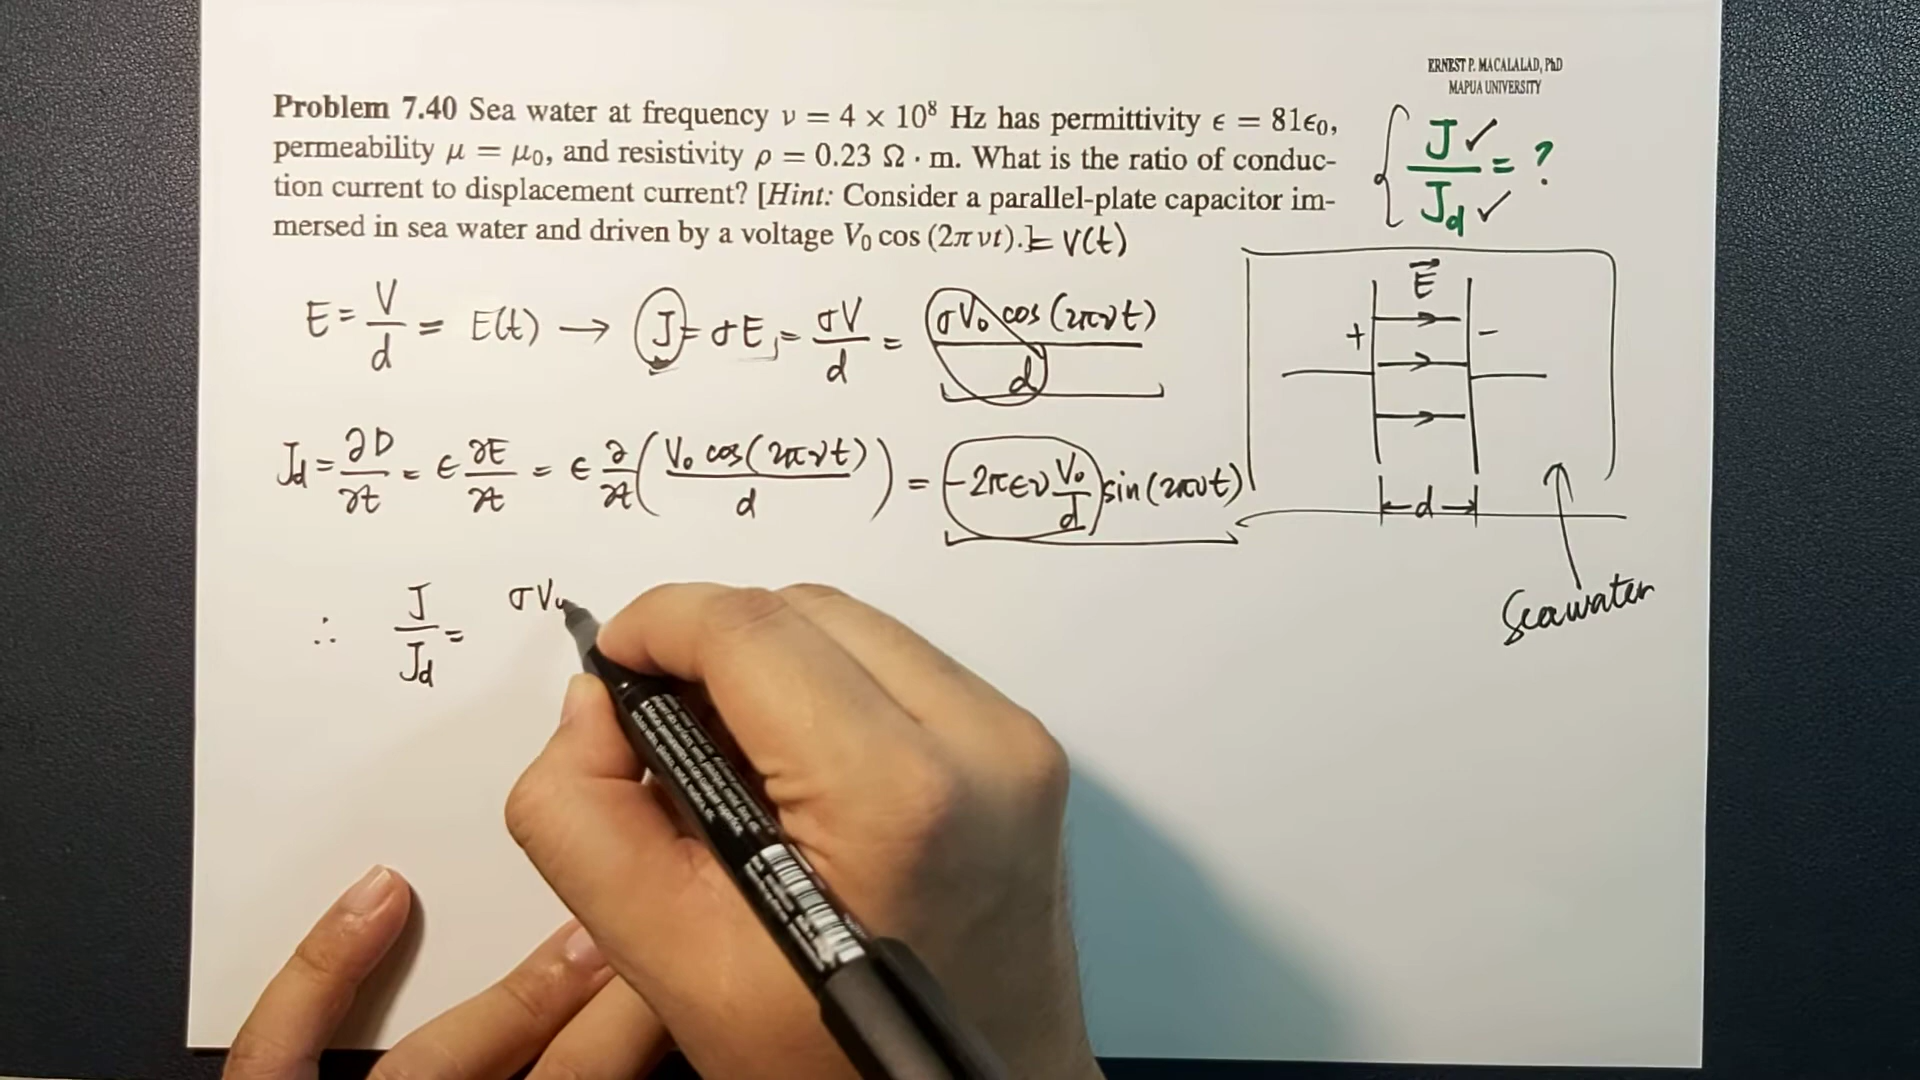 ERNEST P. MACALALAD, PhD
MAPUA UNIVERSITY
Problem 7.40 Sea water at frequency ν = 4 × 10⁸ Hz has permittivity ϵ = 81ϵ₀,
permeability μ = μ₀, and resistivity ρ = 0.23 Ω · m. What is the ratio of conduc-
tion current to displacement current? [Hint: Consider a parallel-plate capacitor im-
mersed in sea water and driven by a voltage V₀ cos (2πνt).] = V(t)
J ✓ / J_d ✓ = ?
E = V/d = E(t) → J = σE = σV/d = σV₀ cos(2πνt)/d
J_d = ∂D/∂t = ϵ ∂E/∂t = ϵ ∂/∂t (V₀ cos(2πνt)/d) = -2πϵν V₀/d sin(2πνt)
E⃗
+ -
d
Seawater
∴ J/J_d = σV₀